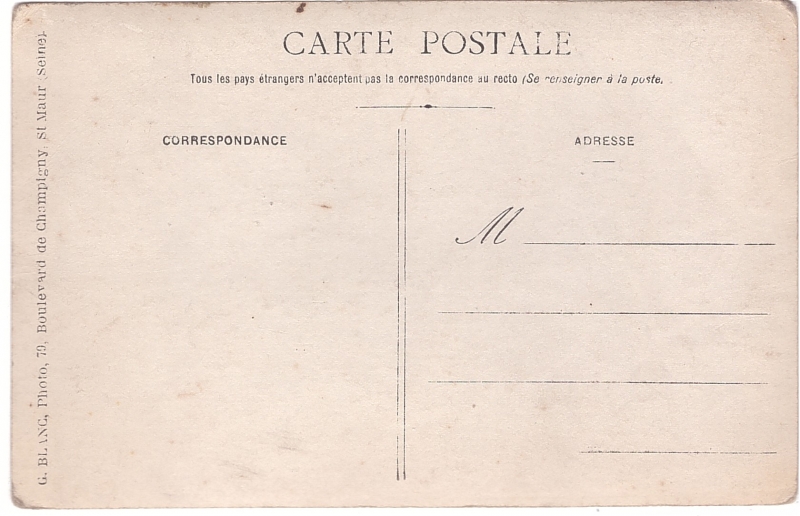 CARTE POSTALE
Tous les pays étrangers n'acceptent pas la correspondance au recto (Se renseigner à la poste.
CORRESPONDANCE
ADRESSE
M
G. BLANC, Photo, 79, Boulevard de Champigny, St Maur (Seine).